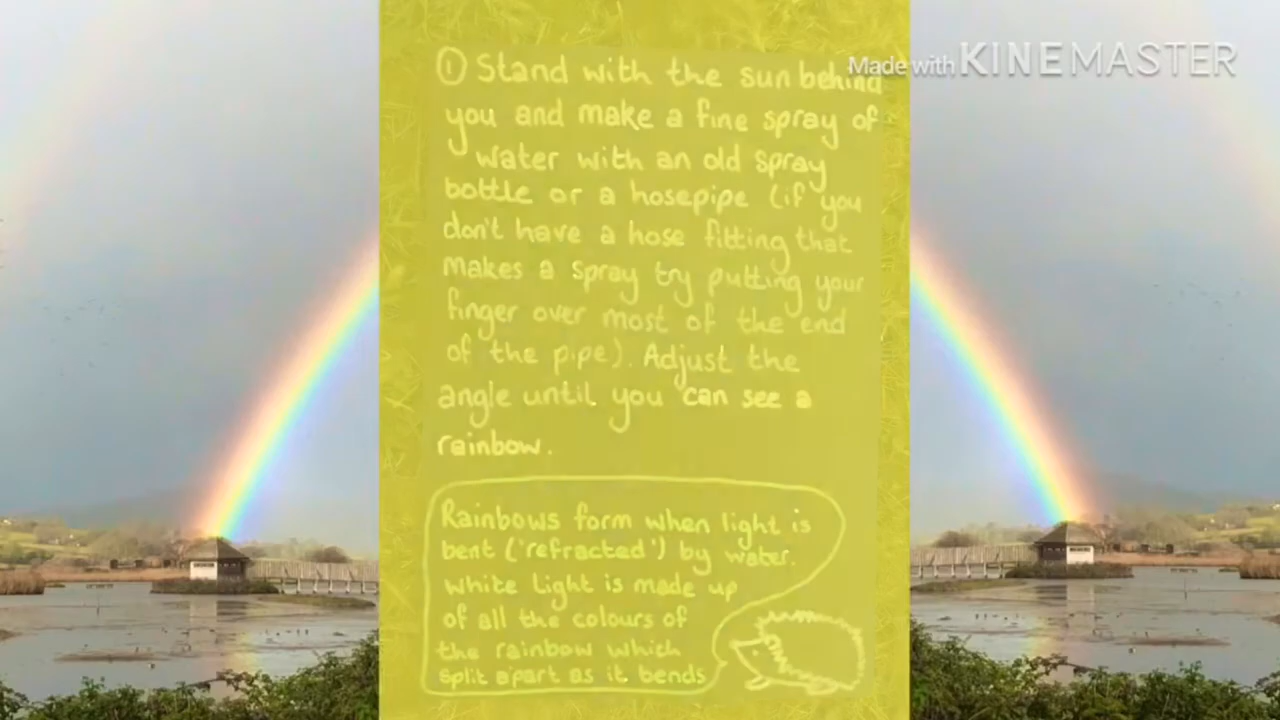 Made with KINEMASTER
① Stand with the sun behind
you and make a fine spray of
water with an old spray
bottle or a hosepipe (if you
don't have a hose fitting that
makes a spray try putting your
finger over most of the end
of the pipe). Adjust the
angle until you can see a
rainbow.
Rainbows form when light is
bent ('refracted') by water.
White light is made up
of all the colours of
the rainbow which
split apart as it bends